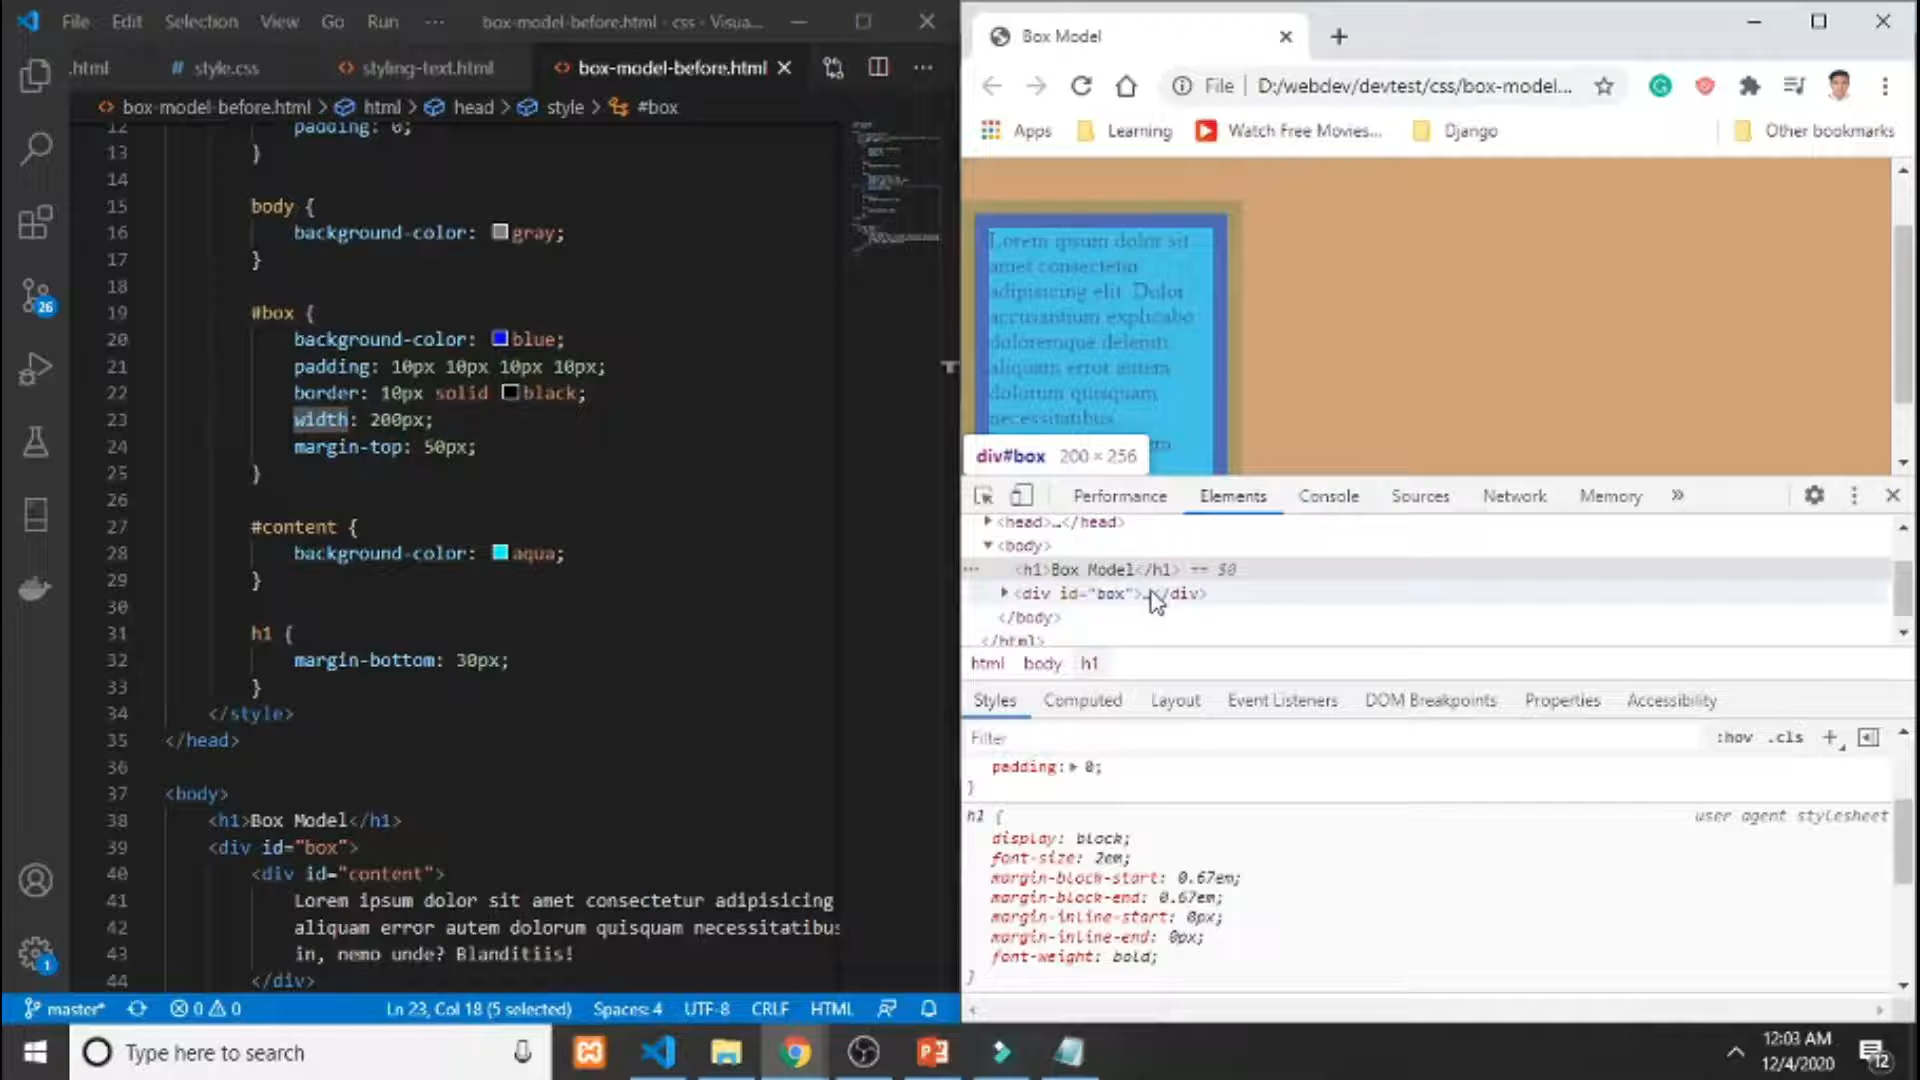 File Edit Selection View Go Run ··· box-model-before.html - css - Visua...
.html # style.css <> styling-text.html <> box-model-before.html
box-model-before.html > html > head > style > #box
12 padding: 0;
13 }
14
15 body {
16 background-color: gray;
17 }
18
19 #box {
20 background-color: blue;
21 padding: 10px 10px 10px 10px;
22 border: 10px solid black;
23 width: 200px;
24 margin-top: 50px;
25 }
26
27 #content {
28 background-color: aqua;
29 }
30
31 h1 {
32 margin-bottom: 30px;
33 }
34 </style>
35 </head>
36
37 <body>
38 <h1>Box Model</h1>
39 <div id="box">
40 <div id="content">
41 Lorem ipsum dolor sit amet consectetur adipisicing
42 aliquam error autem dolorum quisquam necessitatibus
43 in, nemo unde? Blanditiis!
44 </div>
26
1
master* 0 0 Ln 23, Col 18 (5 selected) Spaces: 4 UTF-8 CRLF HTML
Box Model
File | D:/webdev/devtest/css/box-model...
Apps Learning Watch Free Movies... Django Other bookmarks
Lorem ipsum dolor sit
amet consectetur
adipisicing elit. Dolor
accusantium explicabo
doloremque deleniti
aliquam error autem
dolorum quisquam
necessitatibus
div#box 200 × 256
Performance Elements Console Sources Network Memory »
<head>…</head>
<body>
<h1>Box Model</h1> == $0
<div id="box">…</div>
</body>
</html>
html body h1
Styles Computed Layout Event Listeners DOM Breakpoints Properties Accessibility
Filter :hov .cls +
padding: 0;
}
h1 { user agent stylesheet
display: block;
font-size: 2em;
margin-block-start: 0.67em;
margin-block-end: 0.67em;
margin-inline-start: 0px;
margin-inline-end: 0px;
font-weight: bold;
}
Type here to search
12:03 AM
12/4/2020
12